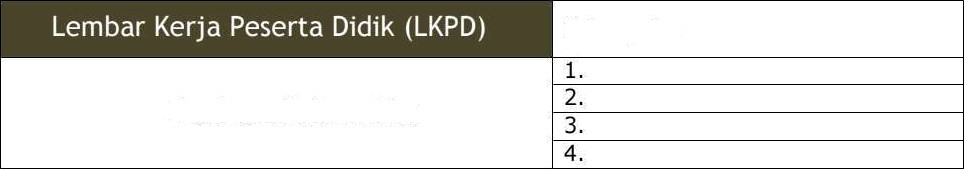 Lembar Kerja Peserta Didik (LKPD)
1.
2.
3.
4.